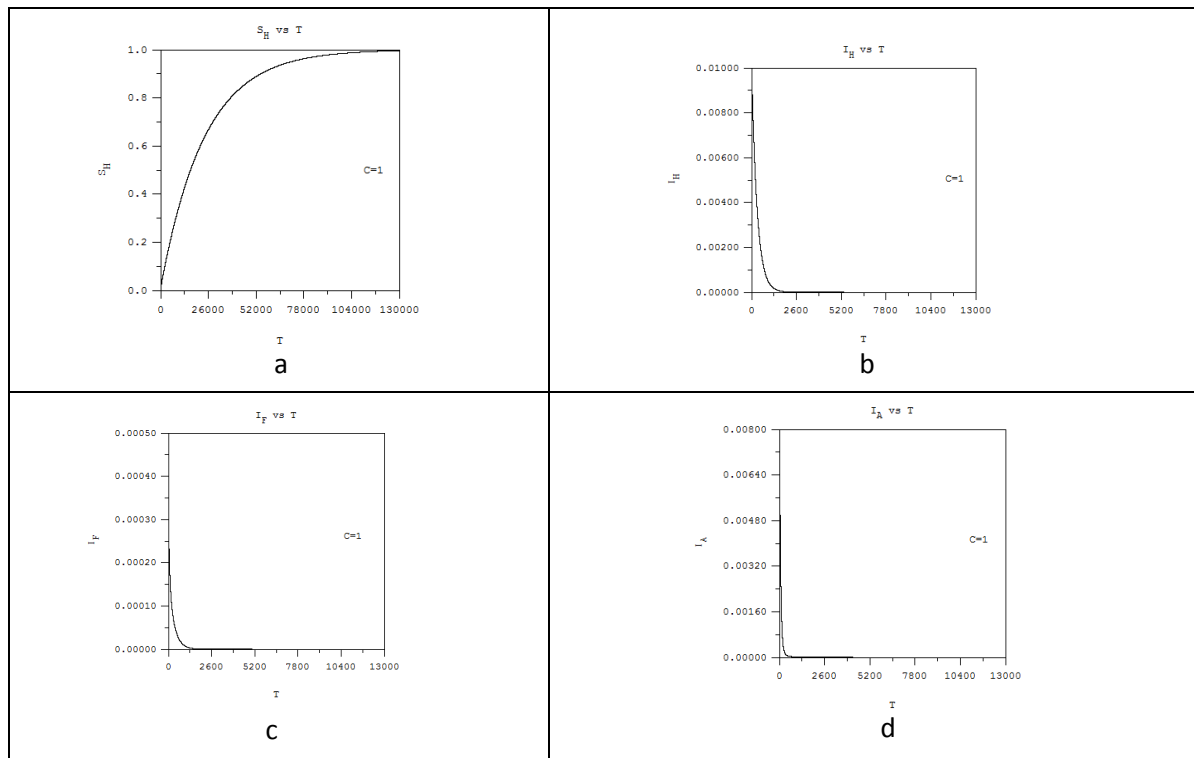 S_H vs T
1.0
0.8
0.6
0.4
0.2
0.0
S_H
C=1
0 26000 52000 78000 104000 130000
T
a
I_H vs T
0.01000
0.00800
0.00600
0.00400
0.00200
0.00000
I_H
C=1
0 2600 5200 7800 10400 13000
T
b
I_F vs T
0.00050
0.00040
0.00030
0.00020
0.00010
0.00000
I_F
C=1
0 2600 5200 7800 10400 13000
T
c
I_A vs T
0.00800
0.00640
0.00480
0.00320
0.00160
0.00000
I_A
C=1
0 2600 5200 7800 10400 13000
T
d